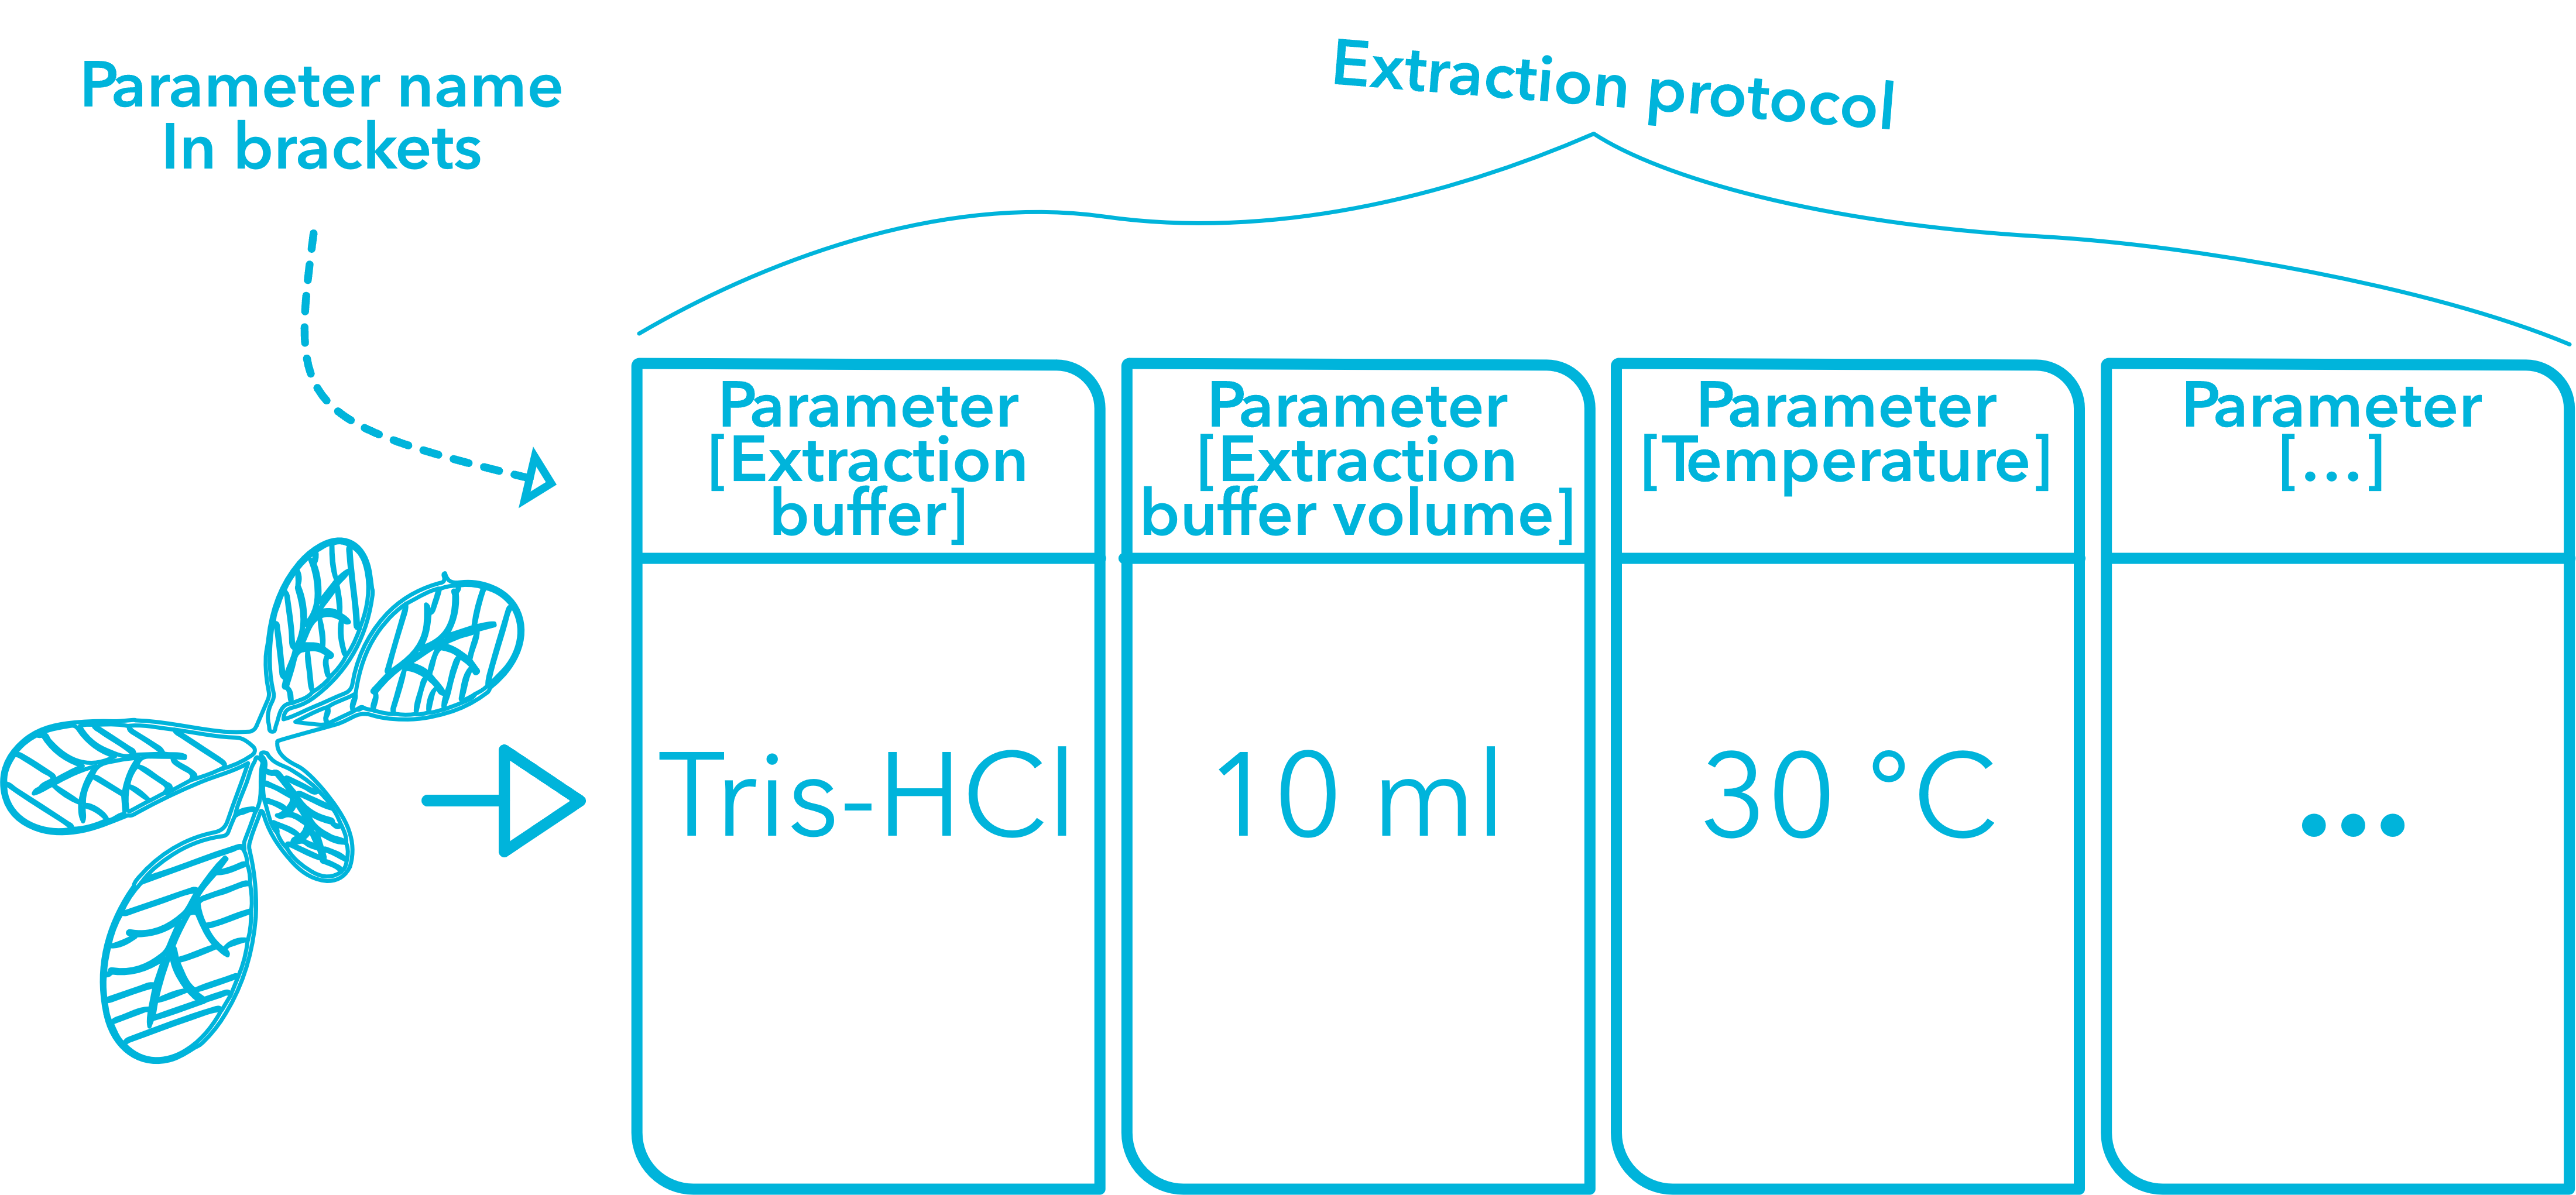 Parameter name
In brackets
Extraction protocol
Parameter
[Extraction
buffer]
Parameter
[Extraction
buffer volume]
Parameter
[Temperature]
Parameter
[...]
Tris-HCl
10 ml
30 °C
...